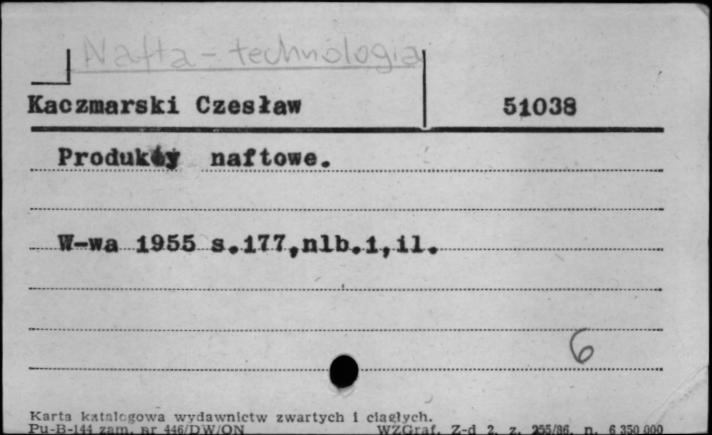 Nafta - technologia
Kaczmarski Czesław 51038
Produkty naftowe.
W-wa 1955 s.177,nlb.1,il.
6
Karta katalogowa wydawnictw zwartych i ciągłych.
Pu-B-144 zam. nr 446/DW/ON WZGraf. Z-d 2, z. 255/86. n. 6 350 000